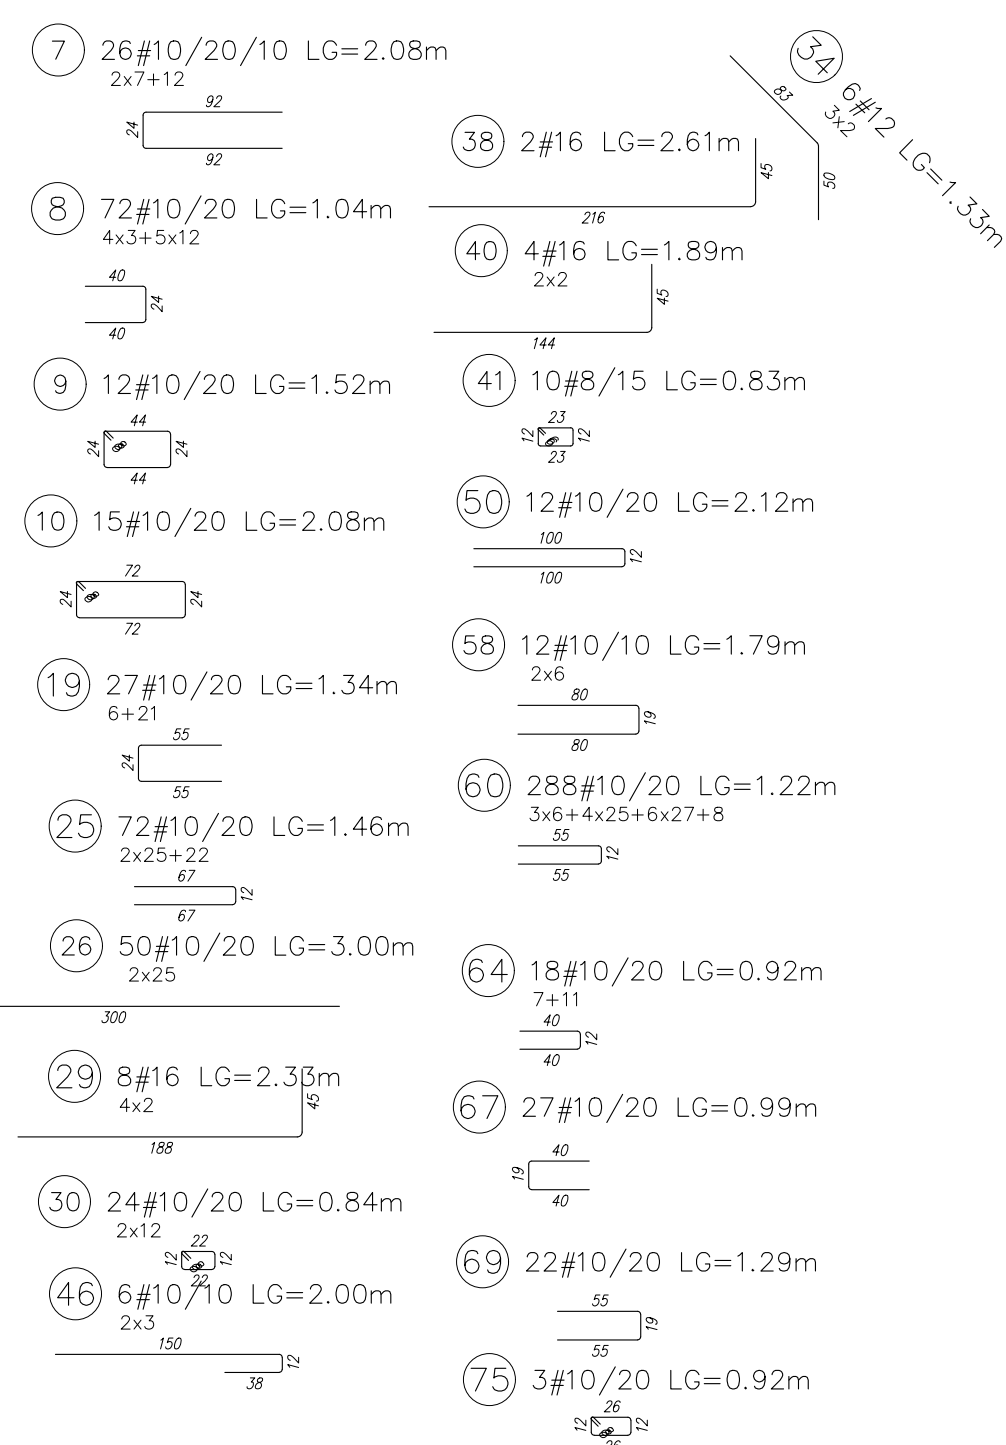 7 26#10/20/10 LG=2.08m
2x7+12
92
24
92
8 72#10/20 LG=1.04m
4x3+5x12
40
24
40
9 12#10/20 LG=1.52m
44
24 24
44
10 15#10/20 LG=2.08m
72
24 24
72
19 27#10/20 LG=1.34m
6+21
55
24
55
25 72#10/20 LG=1.46m
2x25+22
67
12
67
26 50#10/20 LG=3.00m
2x25
300
29 8#16 LG=2.33m
4x2
45
188
30 24#10/20 LG=0.84m
2x12
22
12 12
22
46 6#10/10 LG=2.00m
2x3
150
12
38
34 6#12 LG=1.33m
3x2
83
50
38 2#16 LG=2.61m
45
216
40 4#16 LG=1.89m
2x2
45
144
41 10#8/15 LG=0.83m
23
12 12
23
50 12#10/20 LG=2.12m
100
12
100
58 12#10/10 LG=1.79m
2x6
80
19
80
60 288#10/20 LG=1.22m
3x6+4x25+6x27+8
55
12
55
64 18#10/20 LG=0.92m
7+11
40
12
40
67 27#10/20 LG=0.99m
40
19
40
69 22#10/20 LG=1.29m
55
19
55
75 3#10/20 LG=0.92m
26
12 12
26